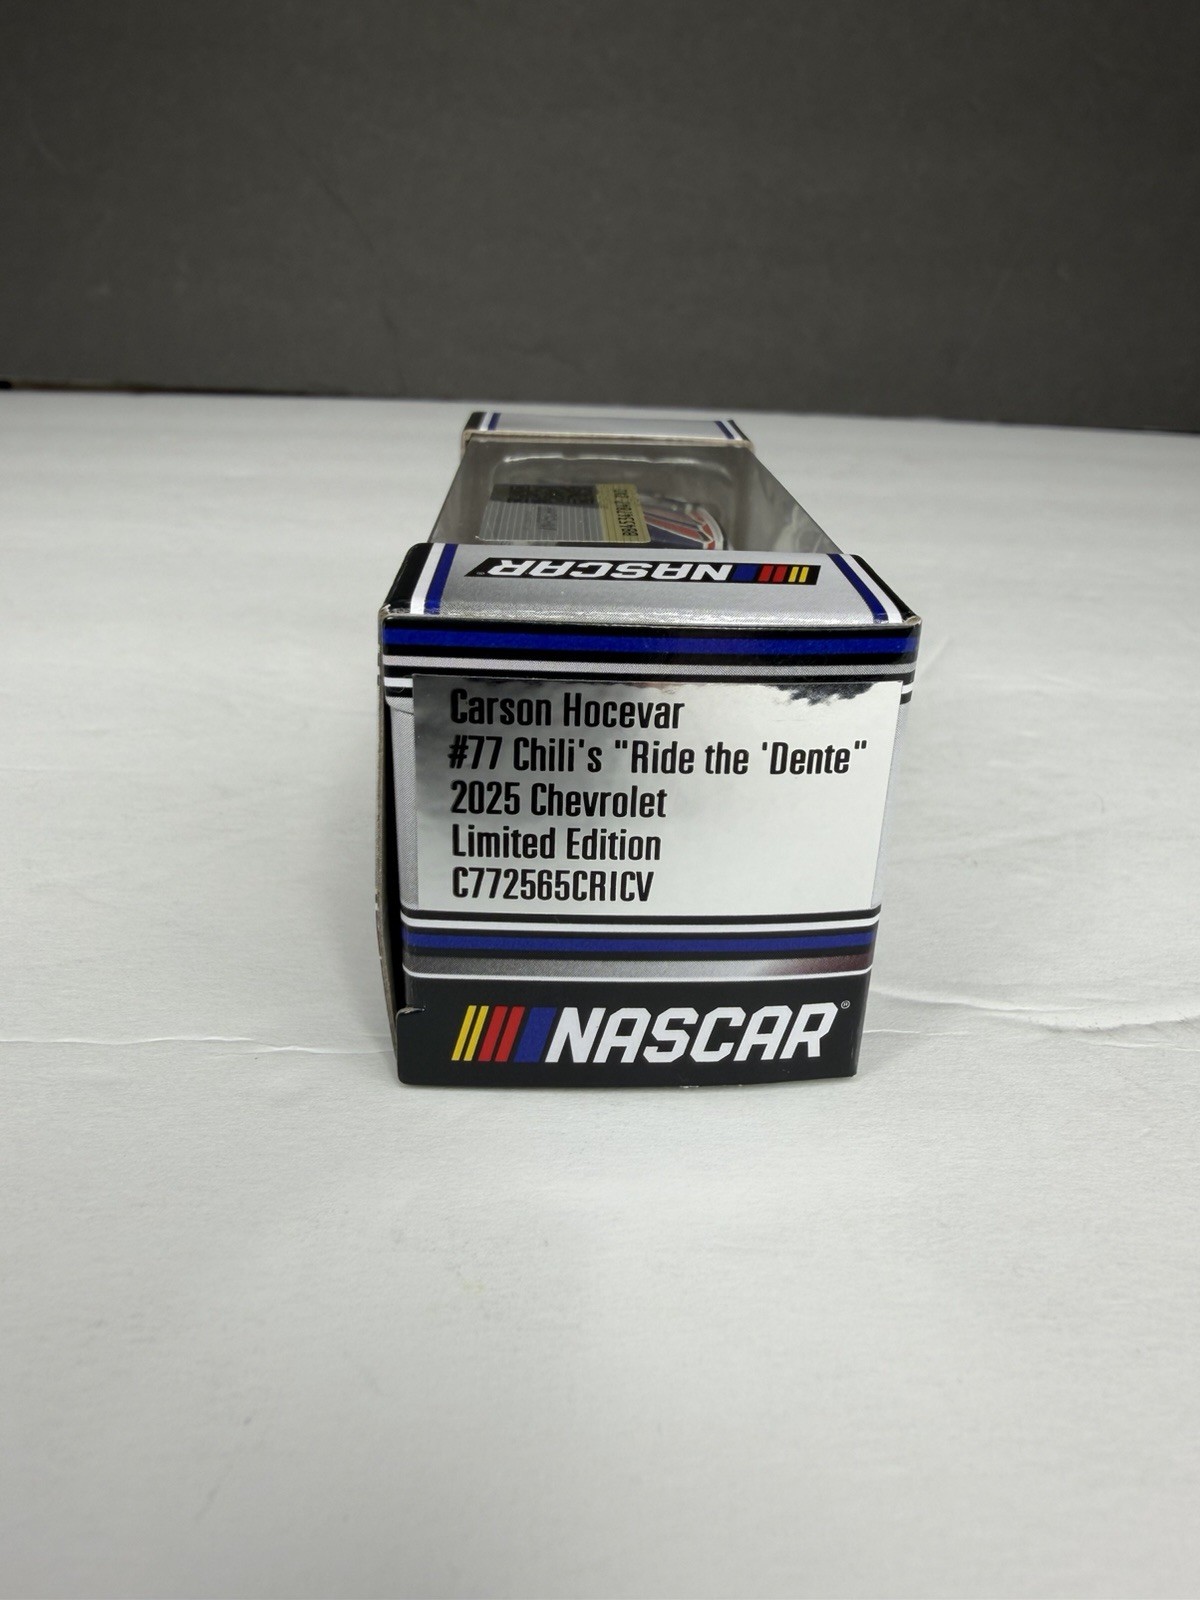 NASCAR
Carson Hocevar
#77 Chili's "Ride the 'Dente"
2025 Chevrolet
Limited Edition
C772565CRICV
NASCAR®